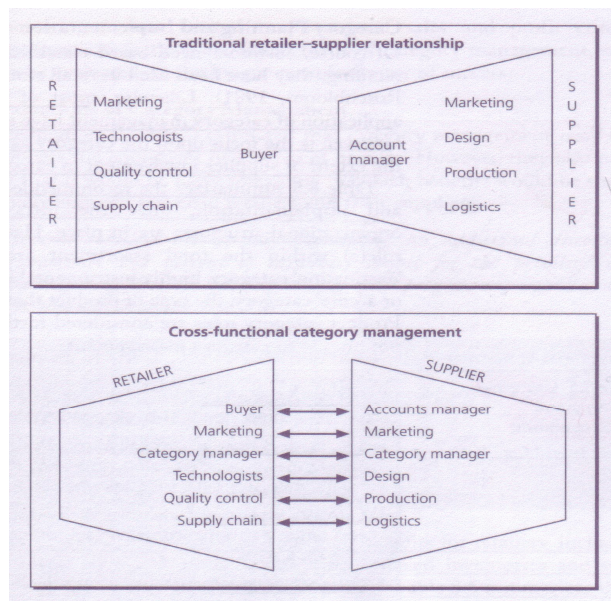 Traditional retailer–supplier relationship
RETAILER
Marketing
Technologists
Quality control
Supply chain
Buyer
Account
manager
Marketing
Design
Production
Logistics
SUPPLIER
Cross-functional category management
RETAILER
SUPPLIER
Buyer Accounts manager
Marketing Marketing
Category manager Category manager
Technologists Design
Quality control Production
Supply chain Logistics